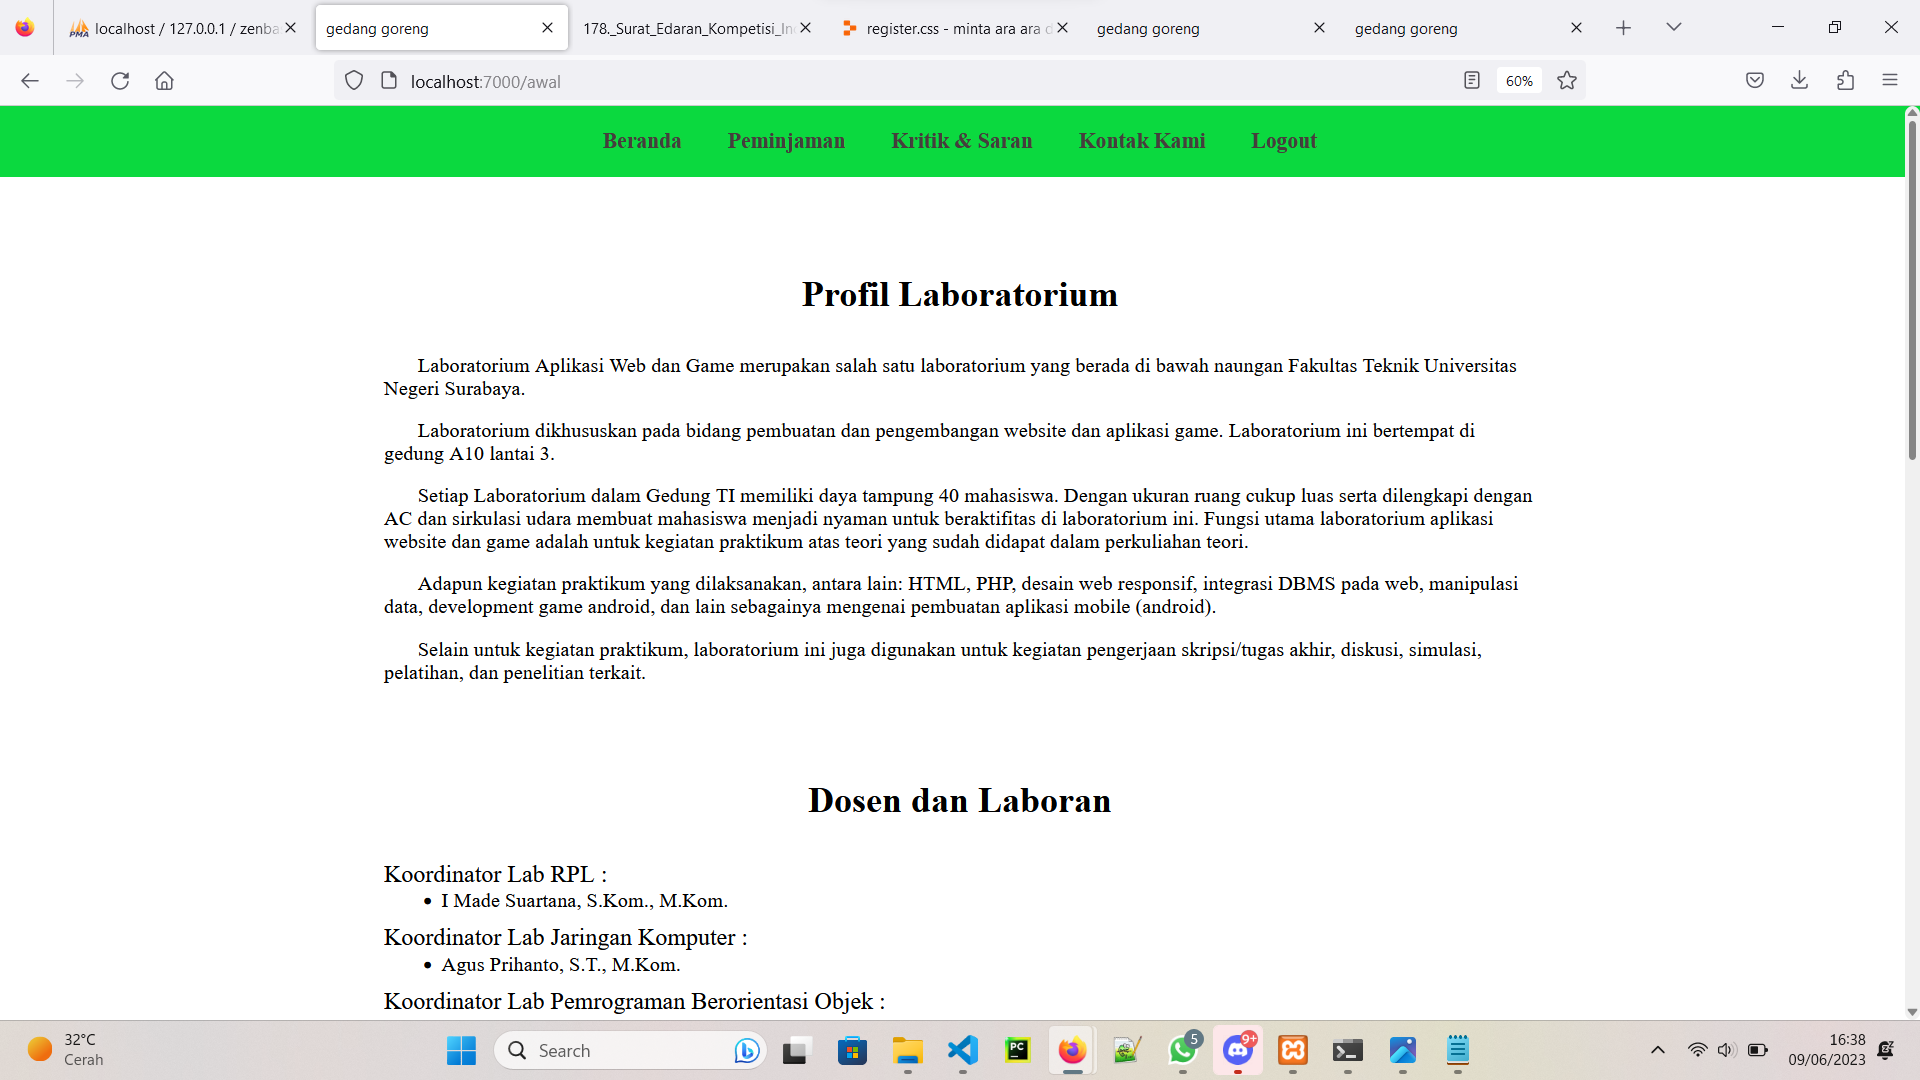 localhost / 127.0.0.1 / zenba
gedang goreng
178._Surat_Edaran_Kompetisi_In
register.css - minta ara ara d
gedang goreng
gedang goreng
localhost:7000/awal
60%
Beranda Peminjaman Kritik & Saran Kontak Kami Logout
Profil Laboratorium
Laboratorium Aplikasi Web dan Game merupakan salah satu laboratorium yang berada di bawah naungan Fakultas Teknik Universitas
Negeri Surabaya.
Laboratorium dikhususkan pada bidang pembuatan dan pengembangan website dan aplikasi game. Laboratorium ini bertempat di
gedung A10 lantai 3.
Setiap Laboratorium dalam Gedung TI memiliki daya tampung 40 mahasiswa. Dengan ukuran ruang cukup luas serta dilengkapi dengan
AC dan sirkulasi udara membuat mahasiswa menjadi nyaman untuk beraktifitas di laboratorium ini. Fungsi utama laboratorium aplikasi
website dan game adalah untuk kegiatan praktikum atas teori yang sudah didapat dalam perkuliahan teori.
Adapun kegiatan praktikum yang dilaksanakan, antara lain: HTML, PHP, desain web responsif, integrasi DBMS pada web, manipulasi
data, development game android, dan lain sebagainya mengenai pembuatan aplikasi mobile (android).
Selain untuk kegiatan praktikum, laboratorium ini juga digunakan untuk kegiatan pengerjaan skripsi/tugas akhir, diskusi, simulasi,
pelatihan, dan penelitian terkait.
Dosen dan Laboran
Koordinator Lab RPL :
• I Made Suartana, S.Kom., M.Kom.
Koordinator Lab Jaringan Komputer :
• Agus Prihanto, S.T., M.Kom.
Koordinator Lab Pemrograman Berorientasi Objek :
32°C
Cerah
Search
PC
5
9+
16:38
09/06/2023